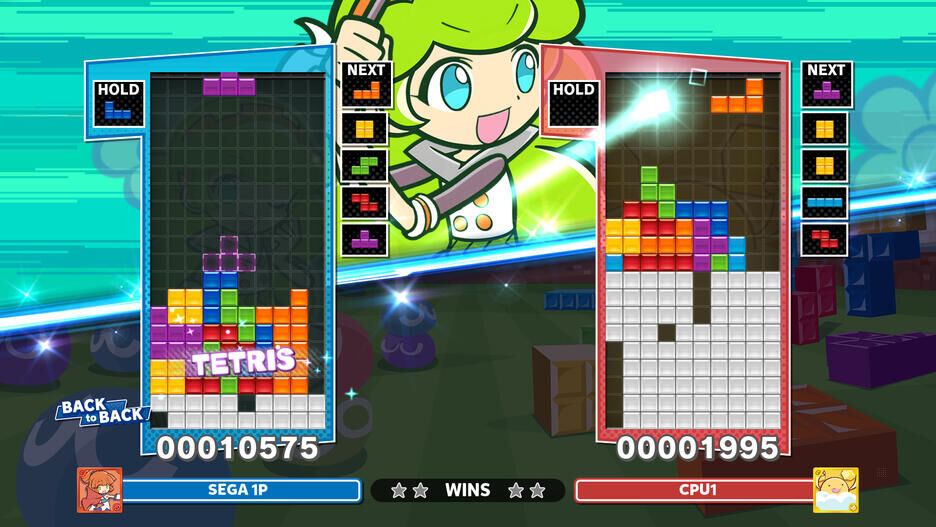 HOLD
NEXT
HOLD
NEXT
TETRIS
BACK
to BACK
00010575
00001995
SEGA 1P
WINS
CPU1